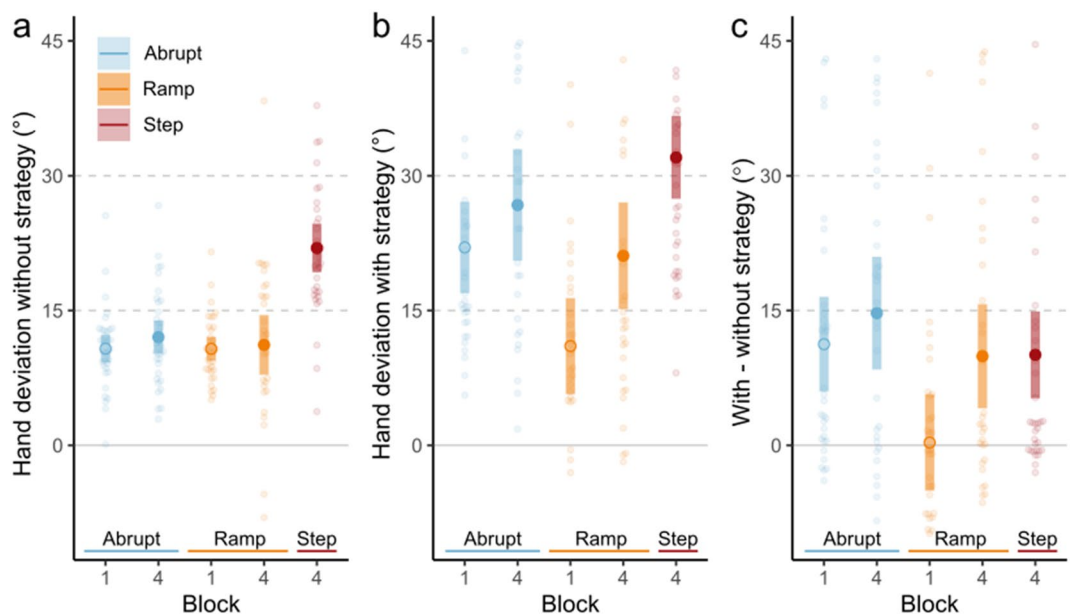 a
Hand deviation without strategy (°)
45
30
15
0
Abrupt
Ramp
Step
Abrupt Ramp Step
1 4 1 4 4
Block
b
Hand deviation with strategy (°)
45
30
15
0
Abrupt Ramp Step
1 4 1 4 4
Block
c
With - without strategy (°)
45
30
15
0
Abrupt Ramp Step
1 4 1 4 4
Block